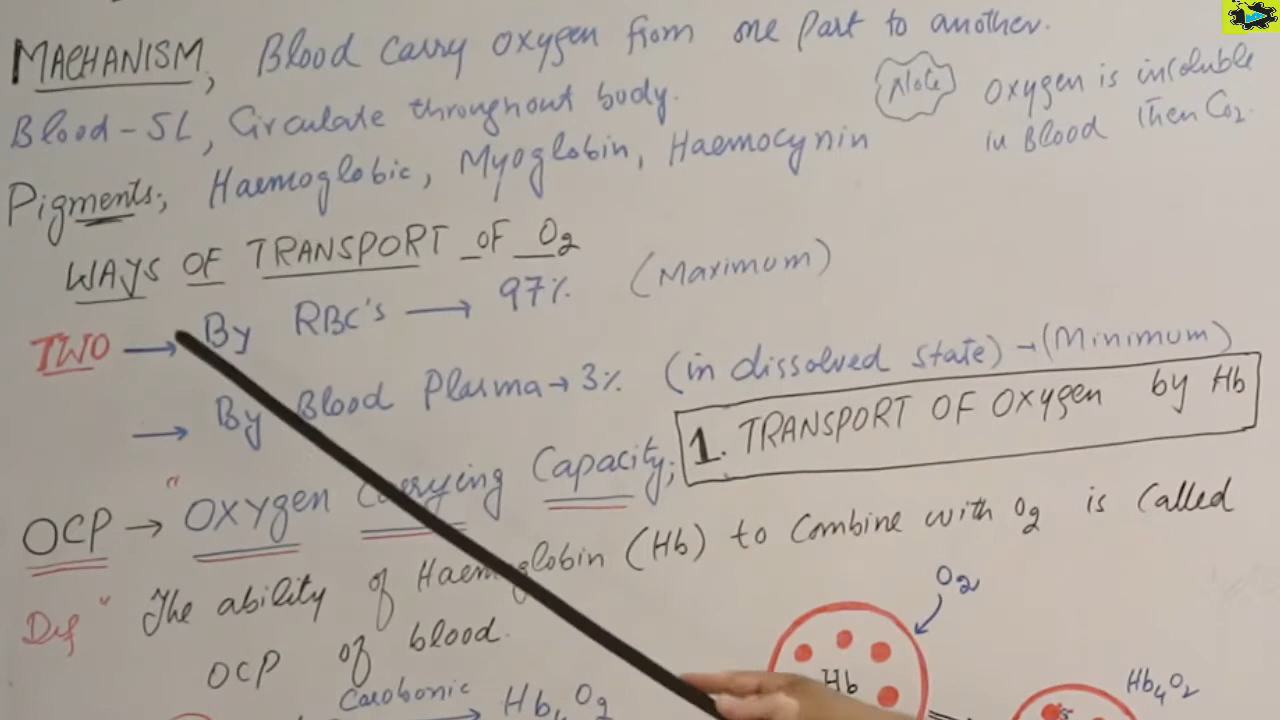 MACHANISM, Blood Carry Oxygen from one Part to another.
Blood - 5L, Circulate throughout body.
Note Oxygen is insoluble
in Blood then Co2.
Pigments:, Haemoglobic, Myoglobin, Haemocynin
WAYS OF TRANSPORT OF O2
TWO → By RBC's → 97% (Maximum)
→ By Blood Plasma → 3% (in dissolved State) → (Minimum)
1. TRANSPORT OF OXYgen by Hb
OCP → "OXYgen Carrying Capacity;
Def " The ability of Haemoglobin (Hb) to Combine with O2 is Called
OCP of blood.
O2
Hb
Carobonic
Hb4O2
Hb4O2